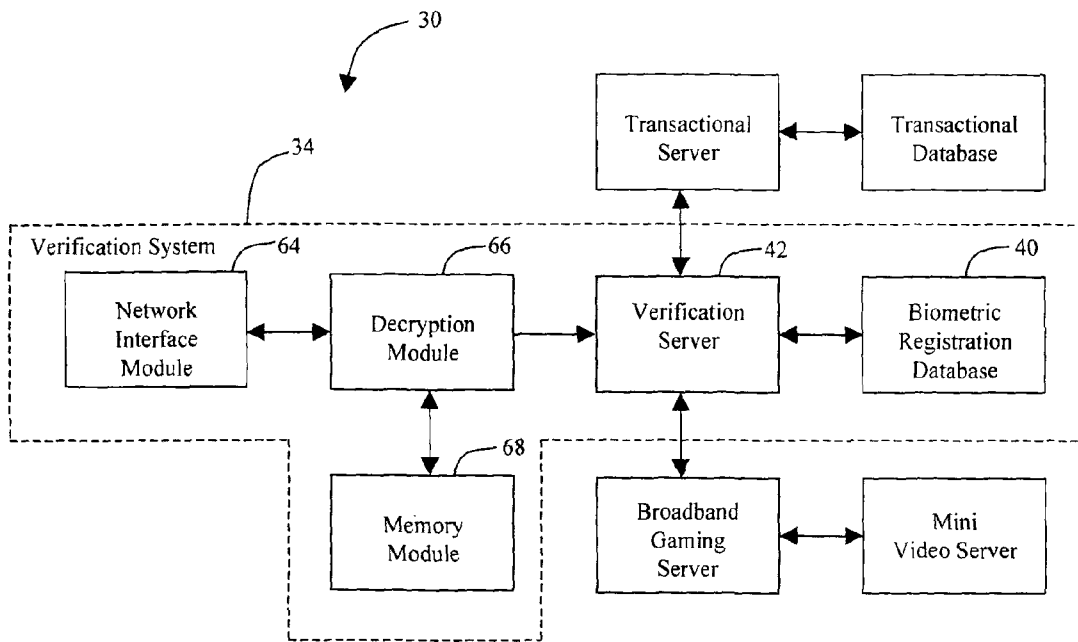 30
Transactional
Server
Transactional
Database
34
Verification System
64
Network
Interface
Module
66
Decryption
Module
42
Verification
Server
40
Biometric
Registration
Database
68
Memory
Module
Broadband
Gaming
Server
Mini
Video Server